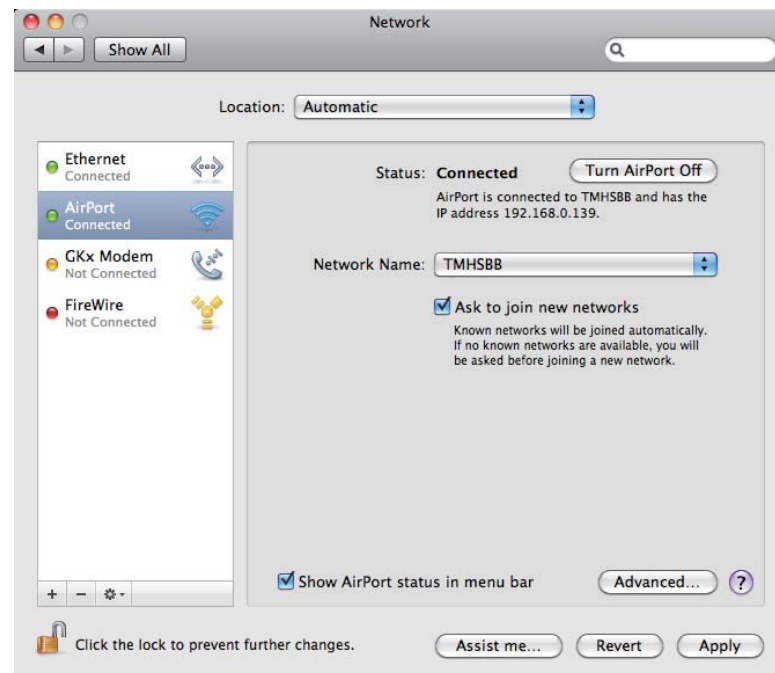 Network
Show All
Location: Automatic
Ethernet
Connected
AirPort
Connected
GKx Modem
Not Connected
FireWire
Not Connected
Status: Connected
Turn AirPort Off
AirPort is connected to TMHSBB and has the
IP address 192.168.0.139.
Network Name: TMHSBB
Ask to join new networks
Known networks will be joined automatically.
If no known networks are available, you will
be asked before joining a new network.
Show AirPort status in menu bar
Advanced...
?
+ −
Click the lock to prevent further changes.
Assist me...
Revert
Apply